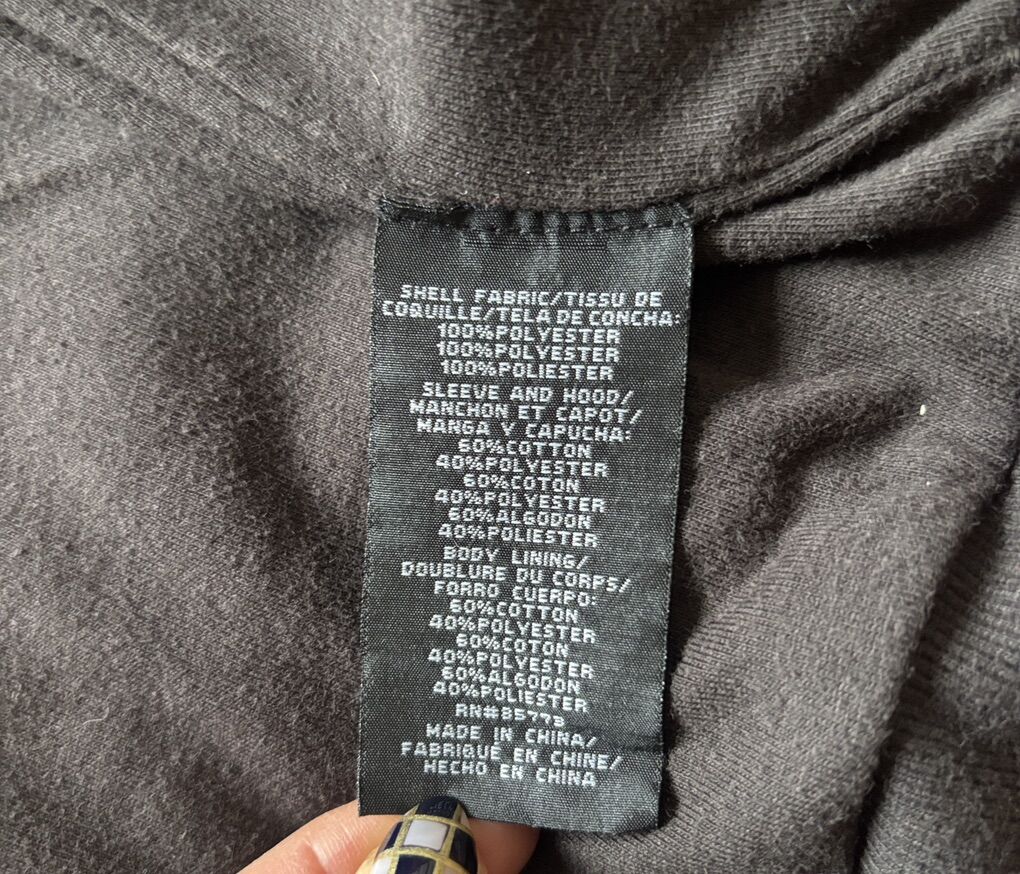 SHELL FABRIC/TISSU DE
COQUILLE/TELA DE CONCHA:
100%POLYESTER
100%POLYESTER
100%POLIESTER
SLEEVE AND HOOD/
MANCHON ET CAPOT/
MANGA Y CAPUCHA:
60%COTTON
40%POLYESTER
60%COTON
40%POLYESTER
60%ALGODON
40%POLIESTER
BODY LINING/
DOUBLURE DU CORPS/
FORRO CUERPO:
60%COTTON
40%POLYESTER
60%COTON
40%POLYESTER
60%ALGODON
40%POLIESTER
RN#85773
MADE IN CHINA/
FABRIQUÉ EN CHINE/
HECHO EN CHINA